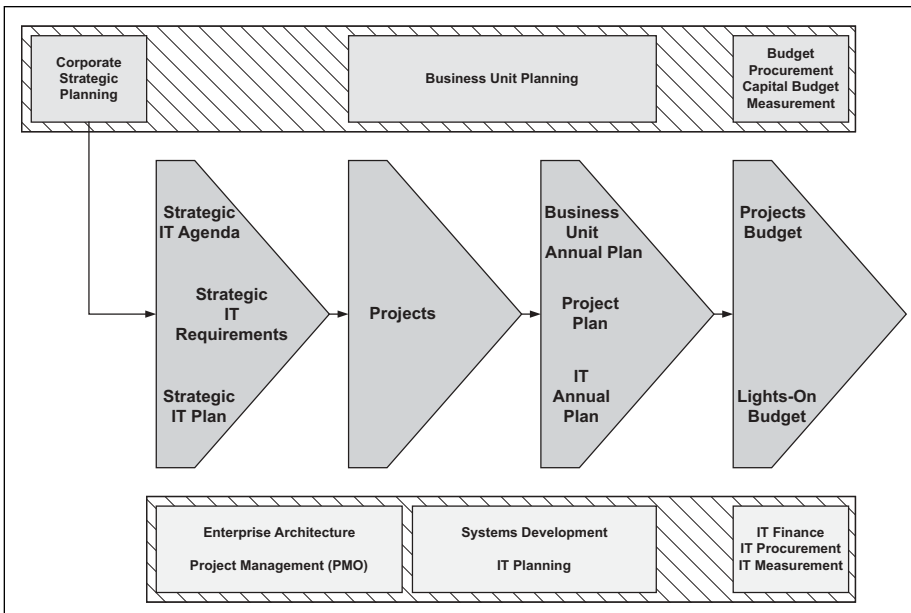 Corporate
Strategic
Planning
Business Unit Planning
Budget
Procurement
Capital Budget
Measurement
Strategic
IT Agenda
Strategic
IT
Requirements
Strategic
IT Plan
Projects
Business
Unit
Annual Plan
Project
Plan
IT
Annual
Plan
Projects
Budget
Lights-On
Budget
Enterprise Architecture
Project Management (PMO)
Systems Development
IT Planning
IT Finance
IT Procurement
IT Measurement